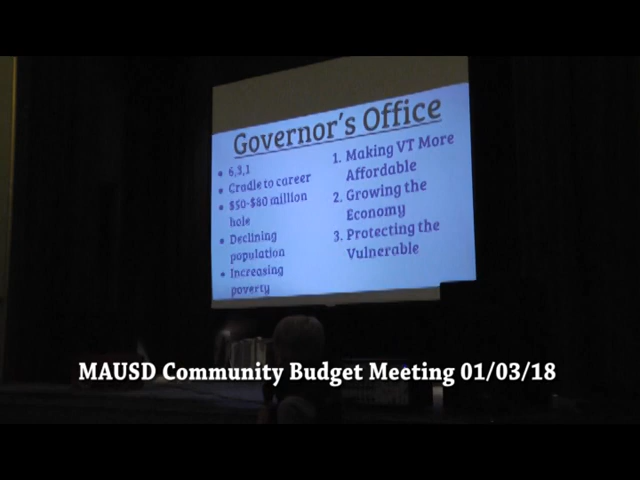 Governor's Office
• 6,3,1
• Cradle to career
• $50-$80 million
hole
• Declining
population
• Increasing
poverty
1. Making VT More
Affordable
2. Growing the
Economy
3. Protecting the
Vulnerable
MAUSD Community Budget Meeting 01/03/18